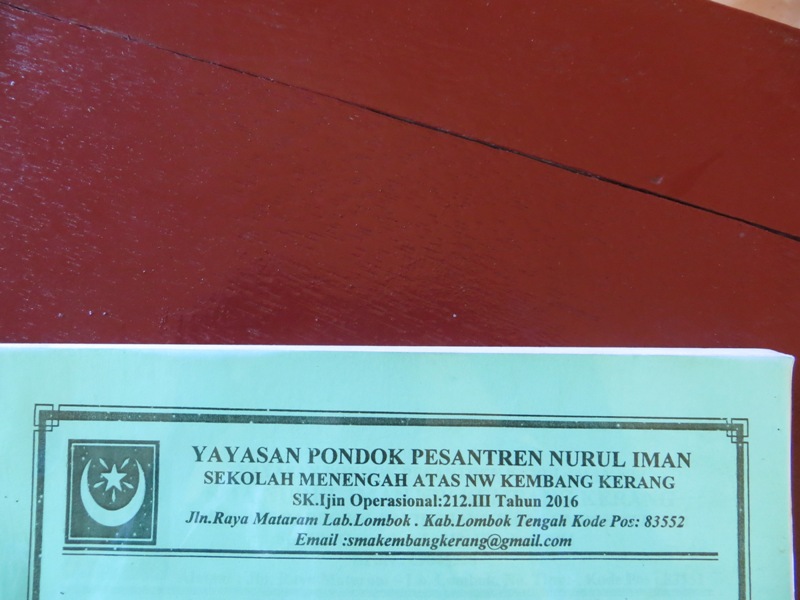 YAYASAN PONDOK PESANTREN NURUL IMAN
SEKOLAH MENENGAH ATAS NW KEMBANG KERANG
SK.Ijin Operasional:212.III Tahun 2016
Jln.Raya Mataram Lab.Lombok . Kab.Lombok Tengah Kode Pos: 83552
Email :smakembangkerang@gmail.com